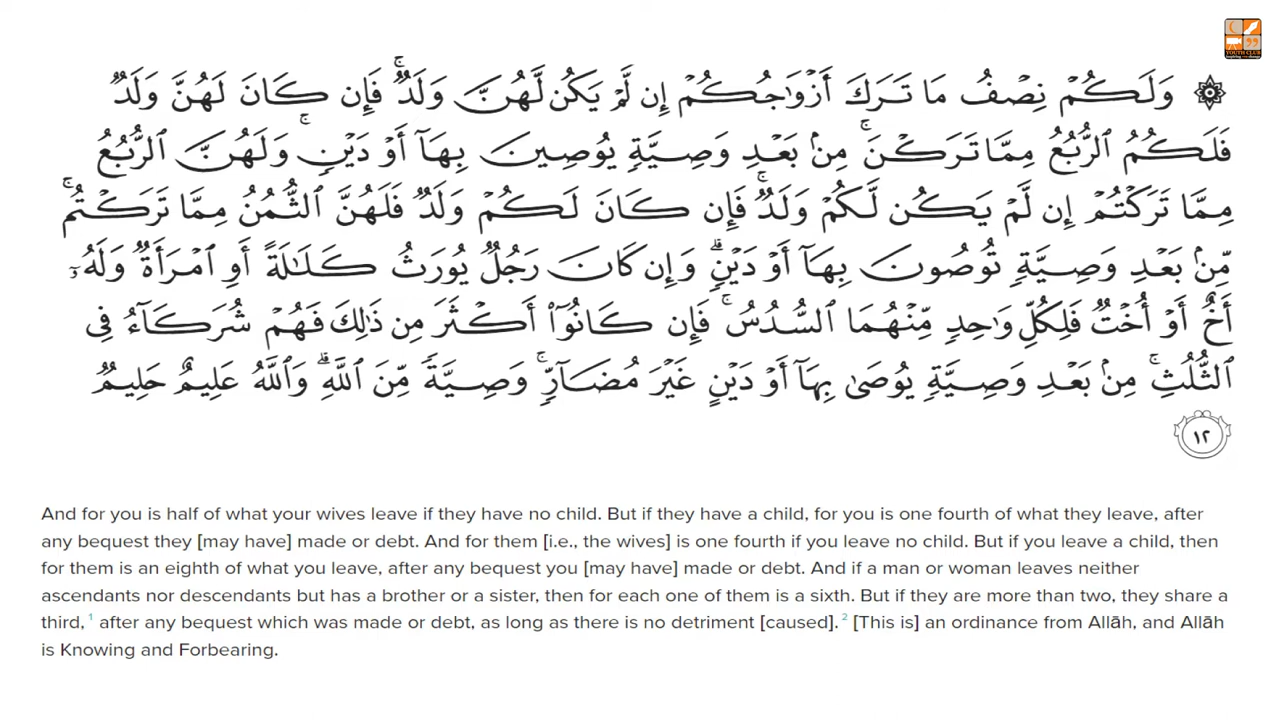 YOUTH CLUB
۞ وَلَكُمْ نِصْفُ مَا تَرَكَ أَزْوَٰجُكُمْ إِن لَّمْ يَكُن لَّهُنَّ وَلَدٌ ۚ فَإِن كَانَ لَهُنَّ وَلَدٌ
فَلَكُمُ ٱلرُّبُعُ مِمَّا تَرَكْنَ ۚ مِنۢ بَعْدِ وَصِيَّةٍ يُوصِينَ بِهَآ أَوْ دَيْنٍ ۚ وَلَهُنَّ ٱلرُّبُعُ
مِمَّا تَرَكْتُمْ إِن لَّمْ يَكُن لَّكُمْ وَلَدٌ ۚ فَإِن كَانَ لَكُمْ وَلَدٌ فَلَهُنَّ ٱلثُّمُنُ مِمَّا تَرَكْتُم ۚ
مِّنۢ بَعْدِ وَصِيَّةٍ تُوصُونَ بِهَآ أَوْ دَيْنٍ ۗ وَإِن كَانَ رَجُلٌ يُورَثُ كَلَـٰلَةً أَوِ ٱمْرَأَةٌ وَلَهُۥٓ
أَخٌ أَوْ أُخْتٌ فَلِكُلِّ وَٰحِدٍ مِّنْهُمَا ٱلسُّدُسُ ۚ فَإِن كَانُوٓا۟ أَكْثَرَ مِن ذَٰلِكَ فَهُمْ شُرَكَآءُ فِى
ٱلثُّلُثِ ۚ مِنۢ بَعْدِ وَصِيَّةٍ يُوصَىٰ بِهَآ أَوْ دَيْنٍ غَيْرَ مُضَآرٍّ ۚ وَصِيَّةً مِّنَ ٱللَّهِ ۗ وَٱللَّهُ عَلِيمٌ حَلِيمٌ
١٢
And for you is half of what your wives leave if they have no child. But if they have a child, for you is one fourth of what they leave, after
any bequest they [may have] made or debt. And for them [i.e., the wives] is one fourth if you leave no child. But if you leave a child, then
for them is an eighth of what you leave, after any bequest you [may have] made or debt. And if a man or woman leaves neither
ascendants nor descendants but has a brother or a sister, then for each one of them is a sixth. But if they are more than two, they share a
third, 1 after any bequest which was made or debt, as long as there is no detriment [caused]. 2 [This is] an ordinance from Allāh, and Allāh
is Knowing and Forbearing.